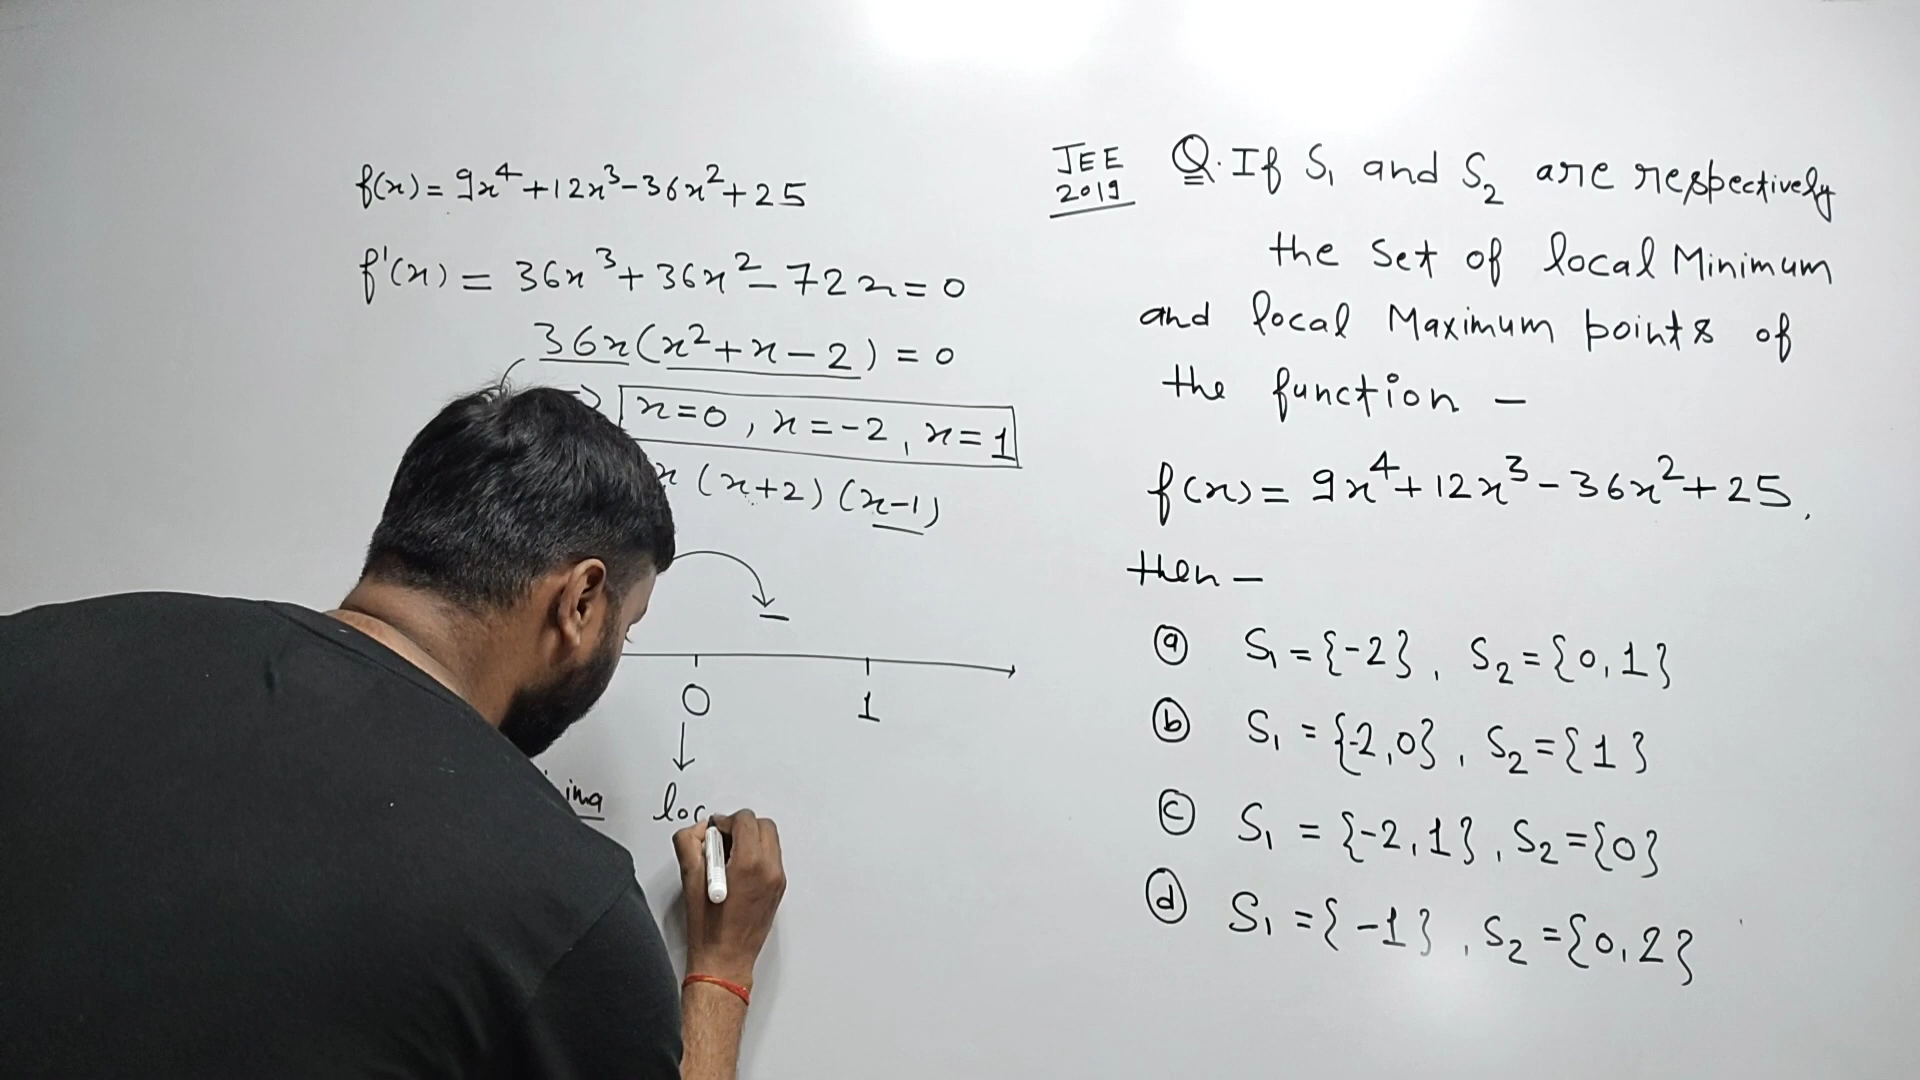 f(x) = 9x⁴+12x³-36x²+25
f'(x) = 36x³+36x²-72x=0
36x(x²+x-2) = 0
⇒ x=0, x=-2, x=1
x (x+2) (x-1)
−
0 1
↓
ima loc
JEE
2019
Q. If S₁ and S₂ are respectively
the set of local Minimum
and local Maximum points of
the function –
f(x) = 9x⁴+12x³-36x²+25,
then –
(a) S₁={-2}, S₂={0,1}
(b) S₁={-2,0}, S₂={1}
(c) S₁={-2,1}, S₂={0}
(d) S₁={-1}, S₂={0,2}